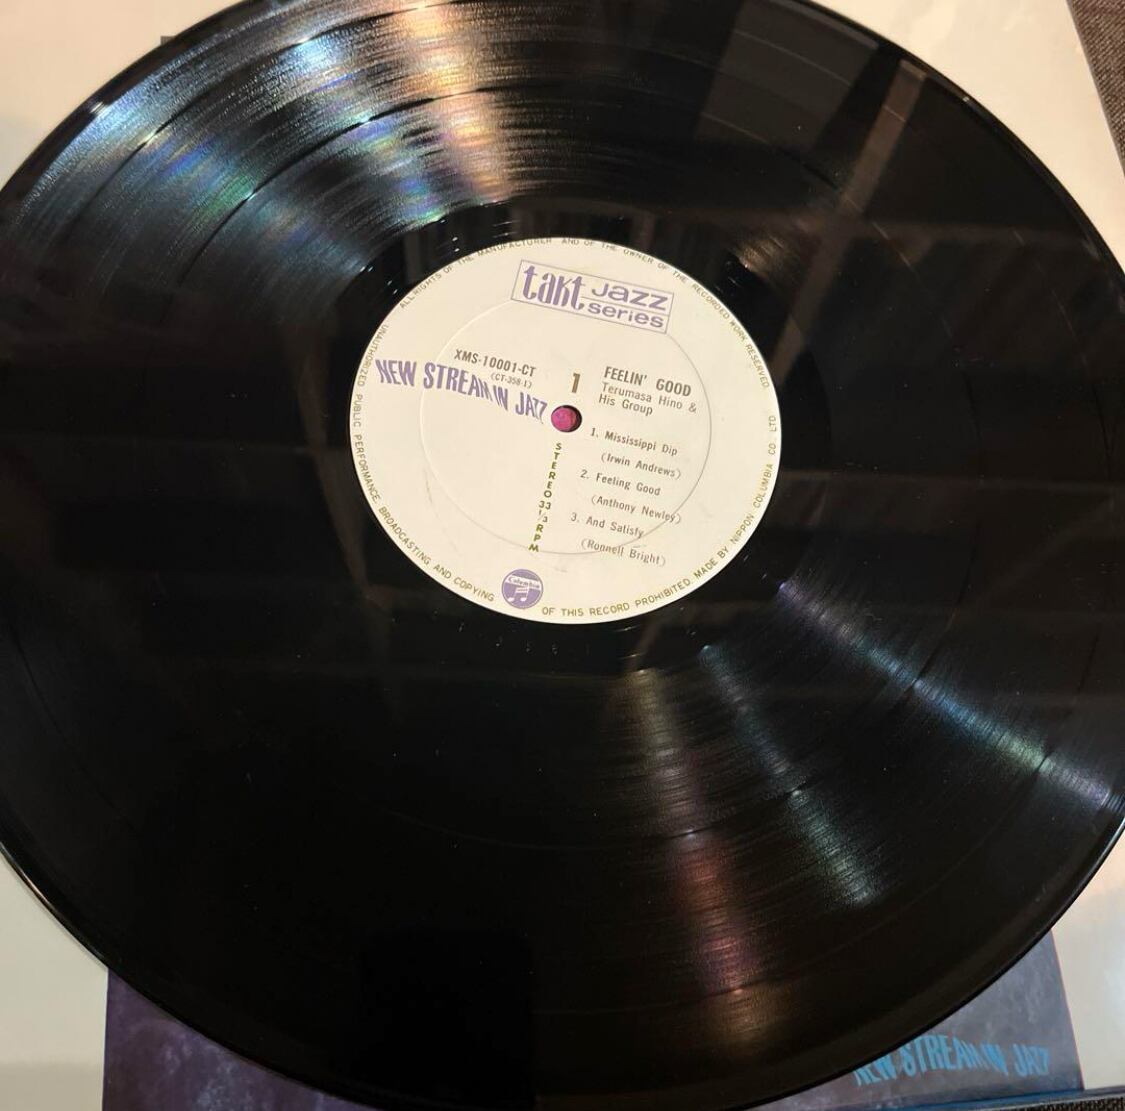 takt jazz
series
XMS-10001-CT
(CT-358-1)
NEW STREAM IN JAZZ
1
FEELIN' GOOD
Terumasa Hino &
His Group
1. Mississippi Dip
(Irwin Andrews)
2. Feeling Good
(Anthony Newley)
3. And Satisfy
(Ronnell Bright)
STEREO 33 1/3 RPM
Columbia
ALL RIGHTS OF THE MANUFACTURER AND OF THE OWNER OF THE RECORDED WORK RESERVED.
UNAUTHORIZED PUBLIC PERFORMANCE. BROADCASTING AND COPYING OF THIS RECORD PROHIBITED. MADE BY NIPPON COLUMBIA CO. LTD.
NEW STREAM IN JAZZ